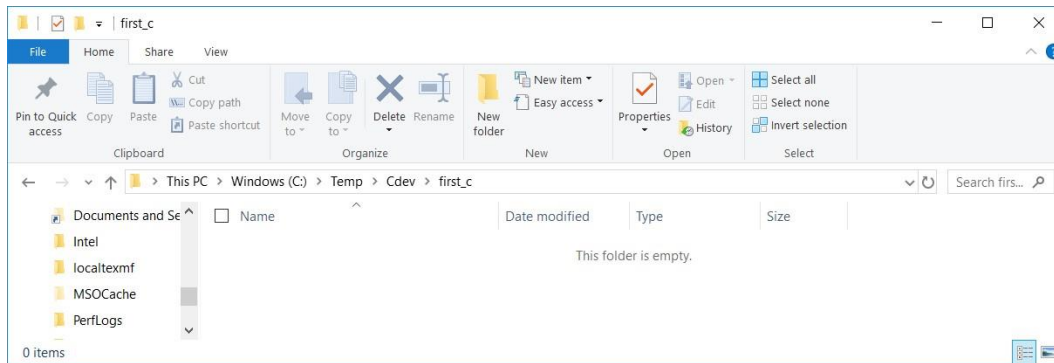 first_c
File Home Share View
Pin to Quick access
Copy
Paste
Cut
Copy path
Paste shortcut
Clipboard
Move to
Copy to
Delete
Rename
Organize
New folder
New item
Easy access
New
Properties
Open
Edit
History
Open
Select all
Select none
Invert selection
Select
This PC > Windows (C:) > Temp > Cdev > first_c
Search firs...
Documents and Se
Intel
localtexmf
MSOCache
PerfLogs
Name Date modified Type Size
This folder is empty.
0 items